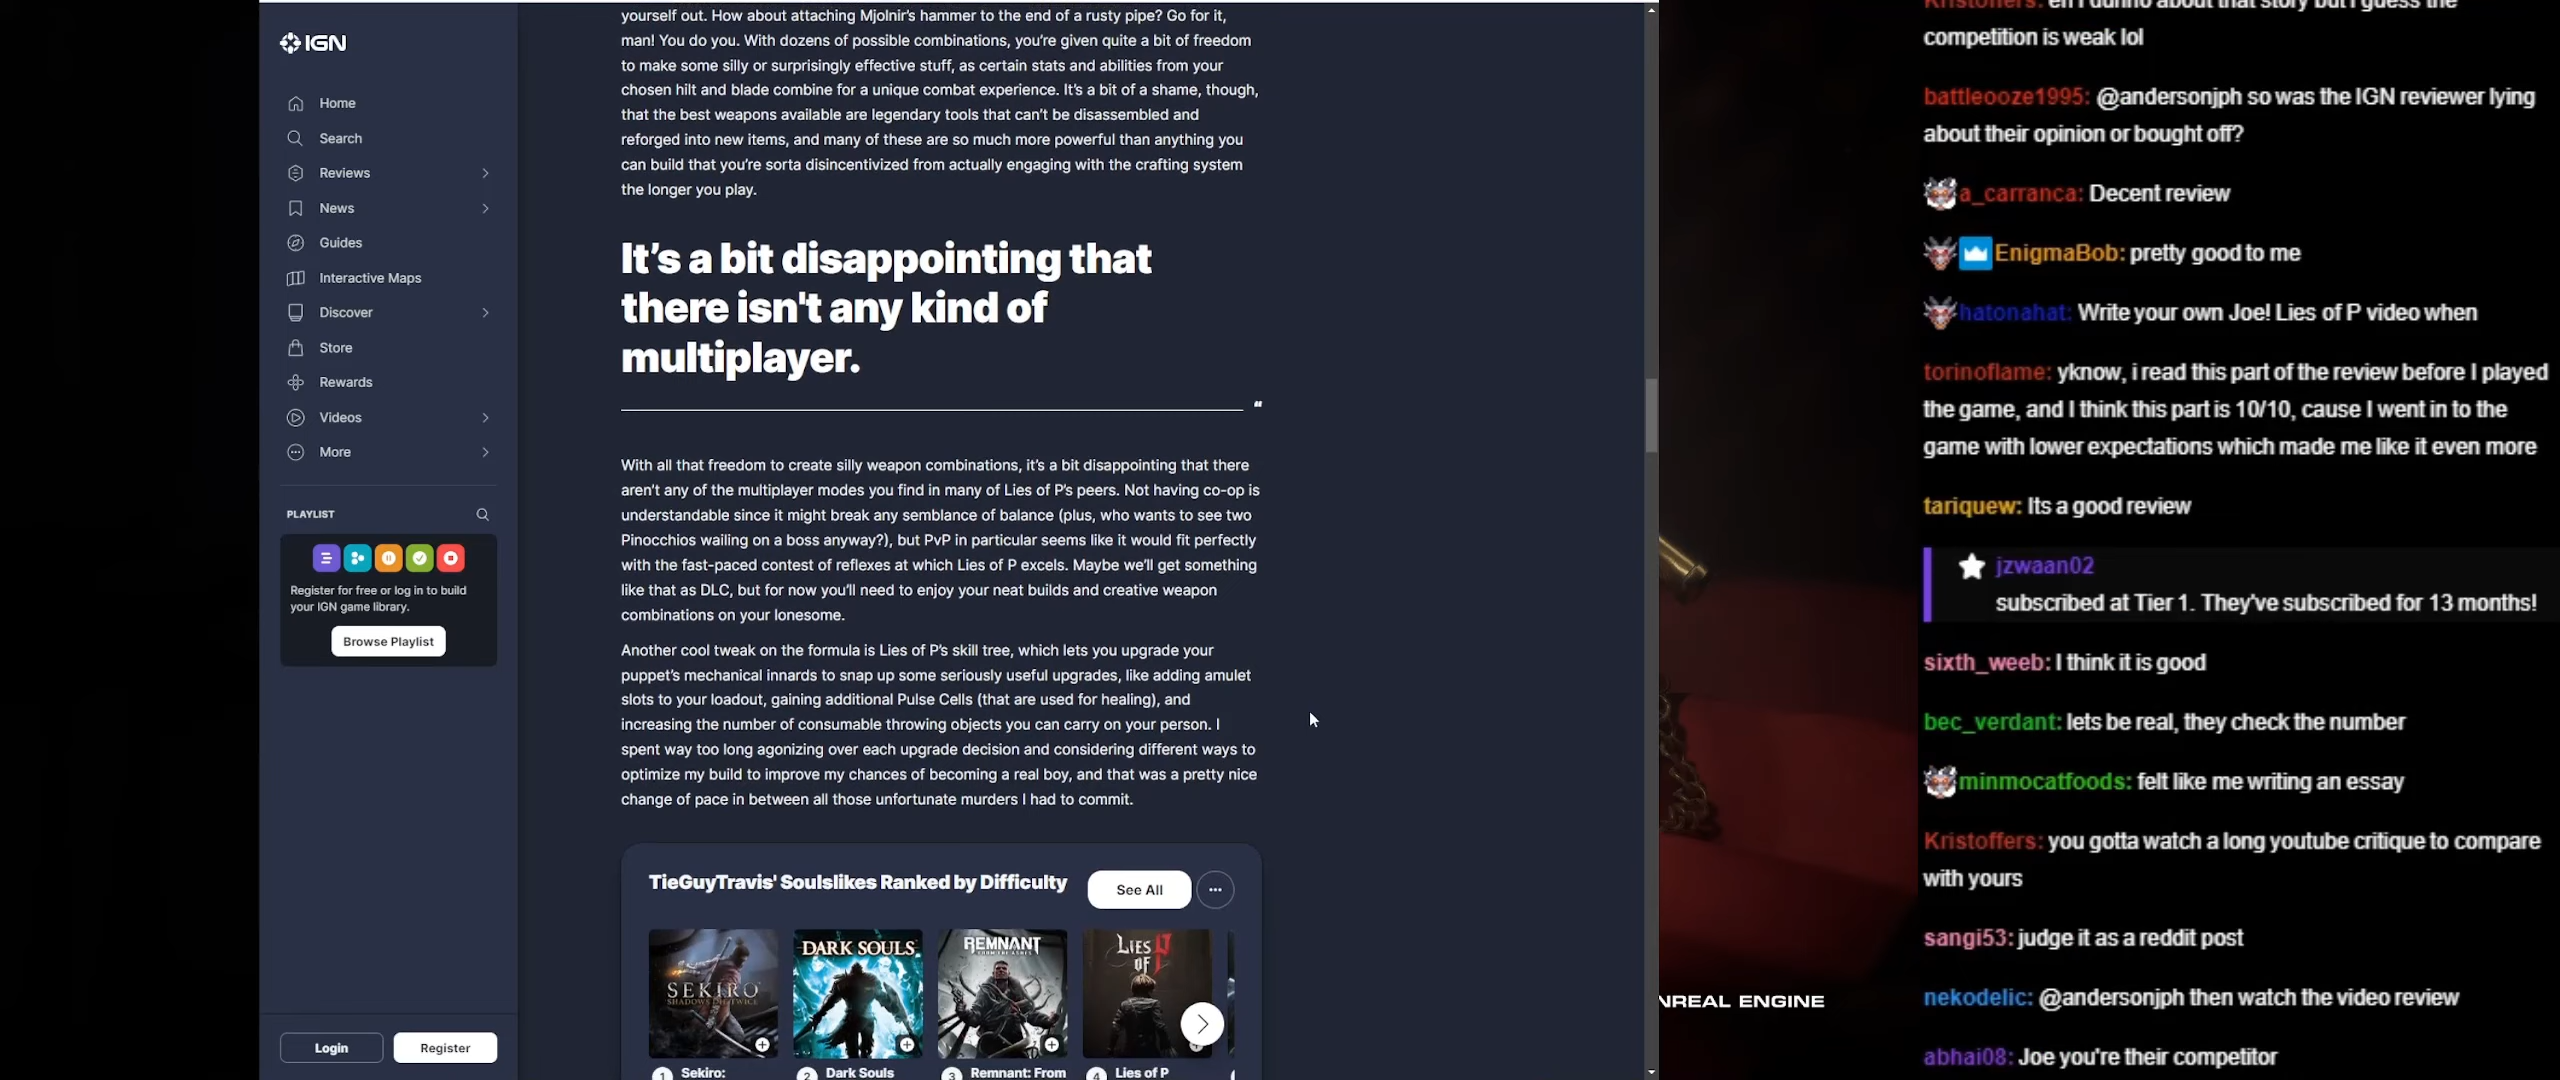 IGN
Home
Search
Reviews
News
Guides
Interactive Maps
Discover
Store
Rewards
Videos
More
PLAYLIST
Register for free or log in to build
your IGN game library.
Browse Playlist
Login
Register
yourself out. How about attaching Mjolnir's hammer to the end of a rusty pipe? Go for it,
man! You do you. With dozens of possible combinations, you're given quite a bit of freedom
to make some silly or surprisingly effective stuff, as certain stats and abilities from your
chosen hilt and blade combine for a unique combat experience. It's a bit of a shame, though,
that the best weapons available are legendary tools that can't be disassembled and
reforged into new items, and many of these are so much more powerful than anything you
can build that you're sorta disincentivized from actually engaging with the crafting system
the longer you play.
It's a bit disappointing that
there isn't any kind of
multiplayer.
“
With all that freedom to create silly weapon combinations, it's a bit disappointing that there
aren't any of the multiplayer modes you find in many of Lies of P's peers. Not having co-op is
understandable since it might break any semblance of balance (plus, who wants to see two
Pinocchios wailing on a boss anyway?), but PvP in particular seems like it would fit perfectly
with the fast-paced contest of reflexes at which Lies of P excels. Maybe we'll get something
like that as DLC, but for now you'll need to enjoy your neat builds and creative weapon
combinations on your lonesome.
Another cool tweak on the formula is Lies of P's skill tree, which lets you upgrade your
puppet's mechanical innards to snap up some seriously useful upgrades, like adding amulet
slots to your loadout, gaining additional Pulse Cells (that are used for healing), and
increasing the number of consumable throwing objects you can carry on your person. I
spent way too long agonizing over each upgrade decision and considering different ways to
optimize my build to improve my chances of becoming a real boy, and that was a pretty nice
change of pace in between all those unfortunate murders I had to commit.
TieGuyTravis' Soulslikes Ranked by Difficulty
See All
SEKIRO
SHADOWS DIE TWICE
DARK SOULS
REMNANT
FROM THE ASHES
LIES OF P
1 Sekiro:
2 Dark Souls
3 Remnant: From
4 Lies of P
NREAL ENGINE
Kristoffers: eh I dunno about that story but I guess the
competition is weak lol
battleooze1995: @andersonjph so was the IGN reviewer lying
about their opinion or bought off?
a_carranca: Decent review
EnigmaBob: pretty good to me
hatonahat: Write your own Joe! Lies of P video when
torinoflame: yknow, i read this part of the review before I played
the game, and I think this part is 10/10, cause I went in to the
game with lower expectations which made me like it even more
tariquew: Its a good review
jzwaan02
subscribed at Tier 1. They've subscribed for 13 months!
sixth_weeb: I think it is good
bec_verdant: lets be real, they check the number
minmocatfoods: felt like me writing an essay
Kristoffers: you gotta watch a long youtube critique to compare
with yours
sangi53: judge it as a reddit post
nekodelic: @andersonjph then watch the video review
abhai08: Joe you're their competitor